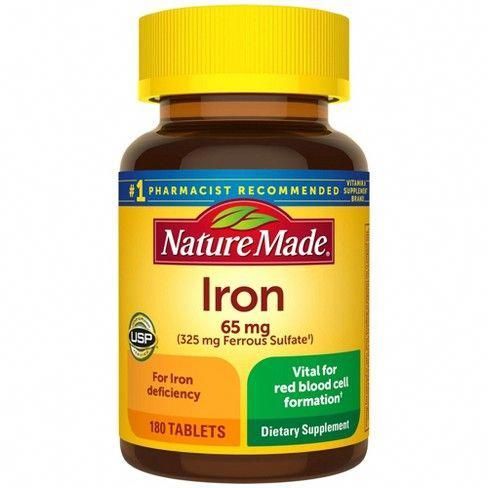 #1 PHARMACIST RECOMMENDED VITAMIN & SUPPLEMENT BRAND
Nature Made®
Iron
65 mg
(325 mg Ferrous Sulfate‡)
USP
For Iron
deficiency
180 TABLETS
Vital for
red blood cell
formation†
Dietary Supplement